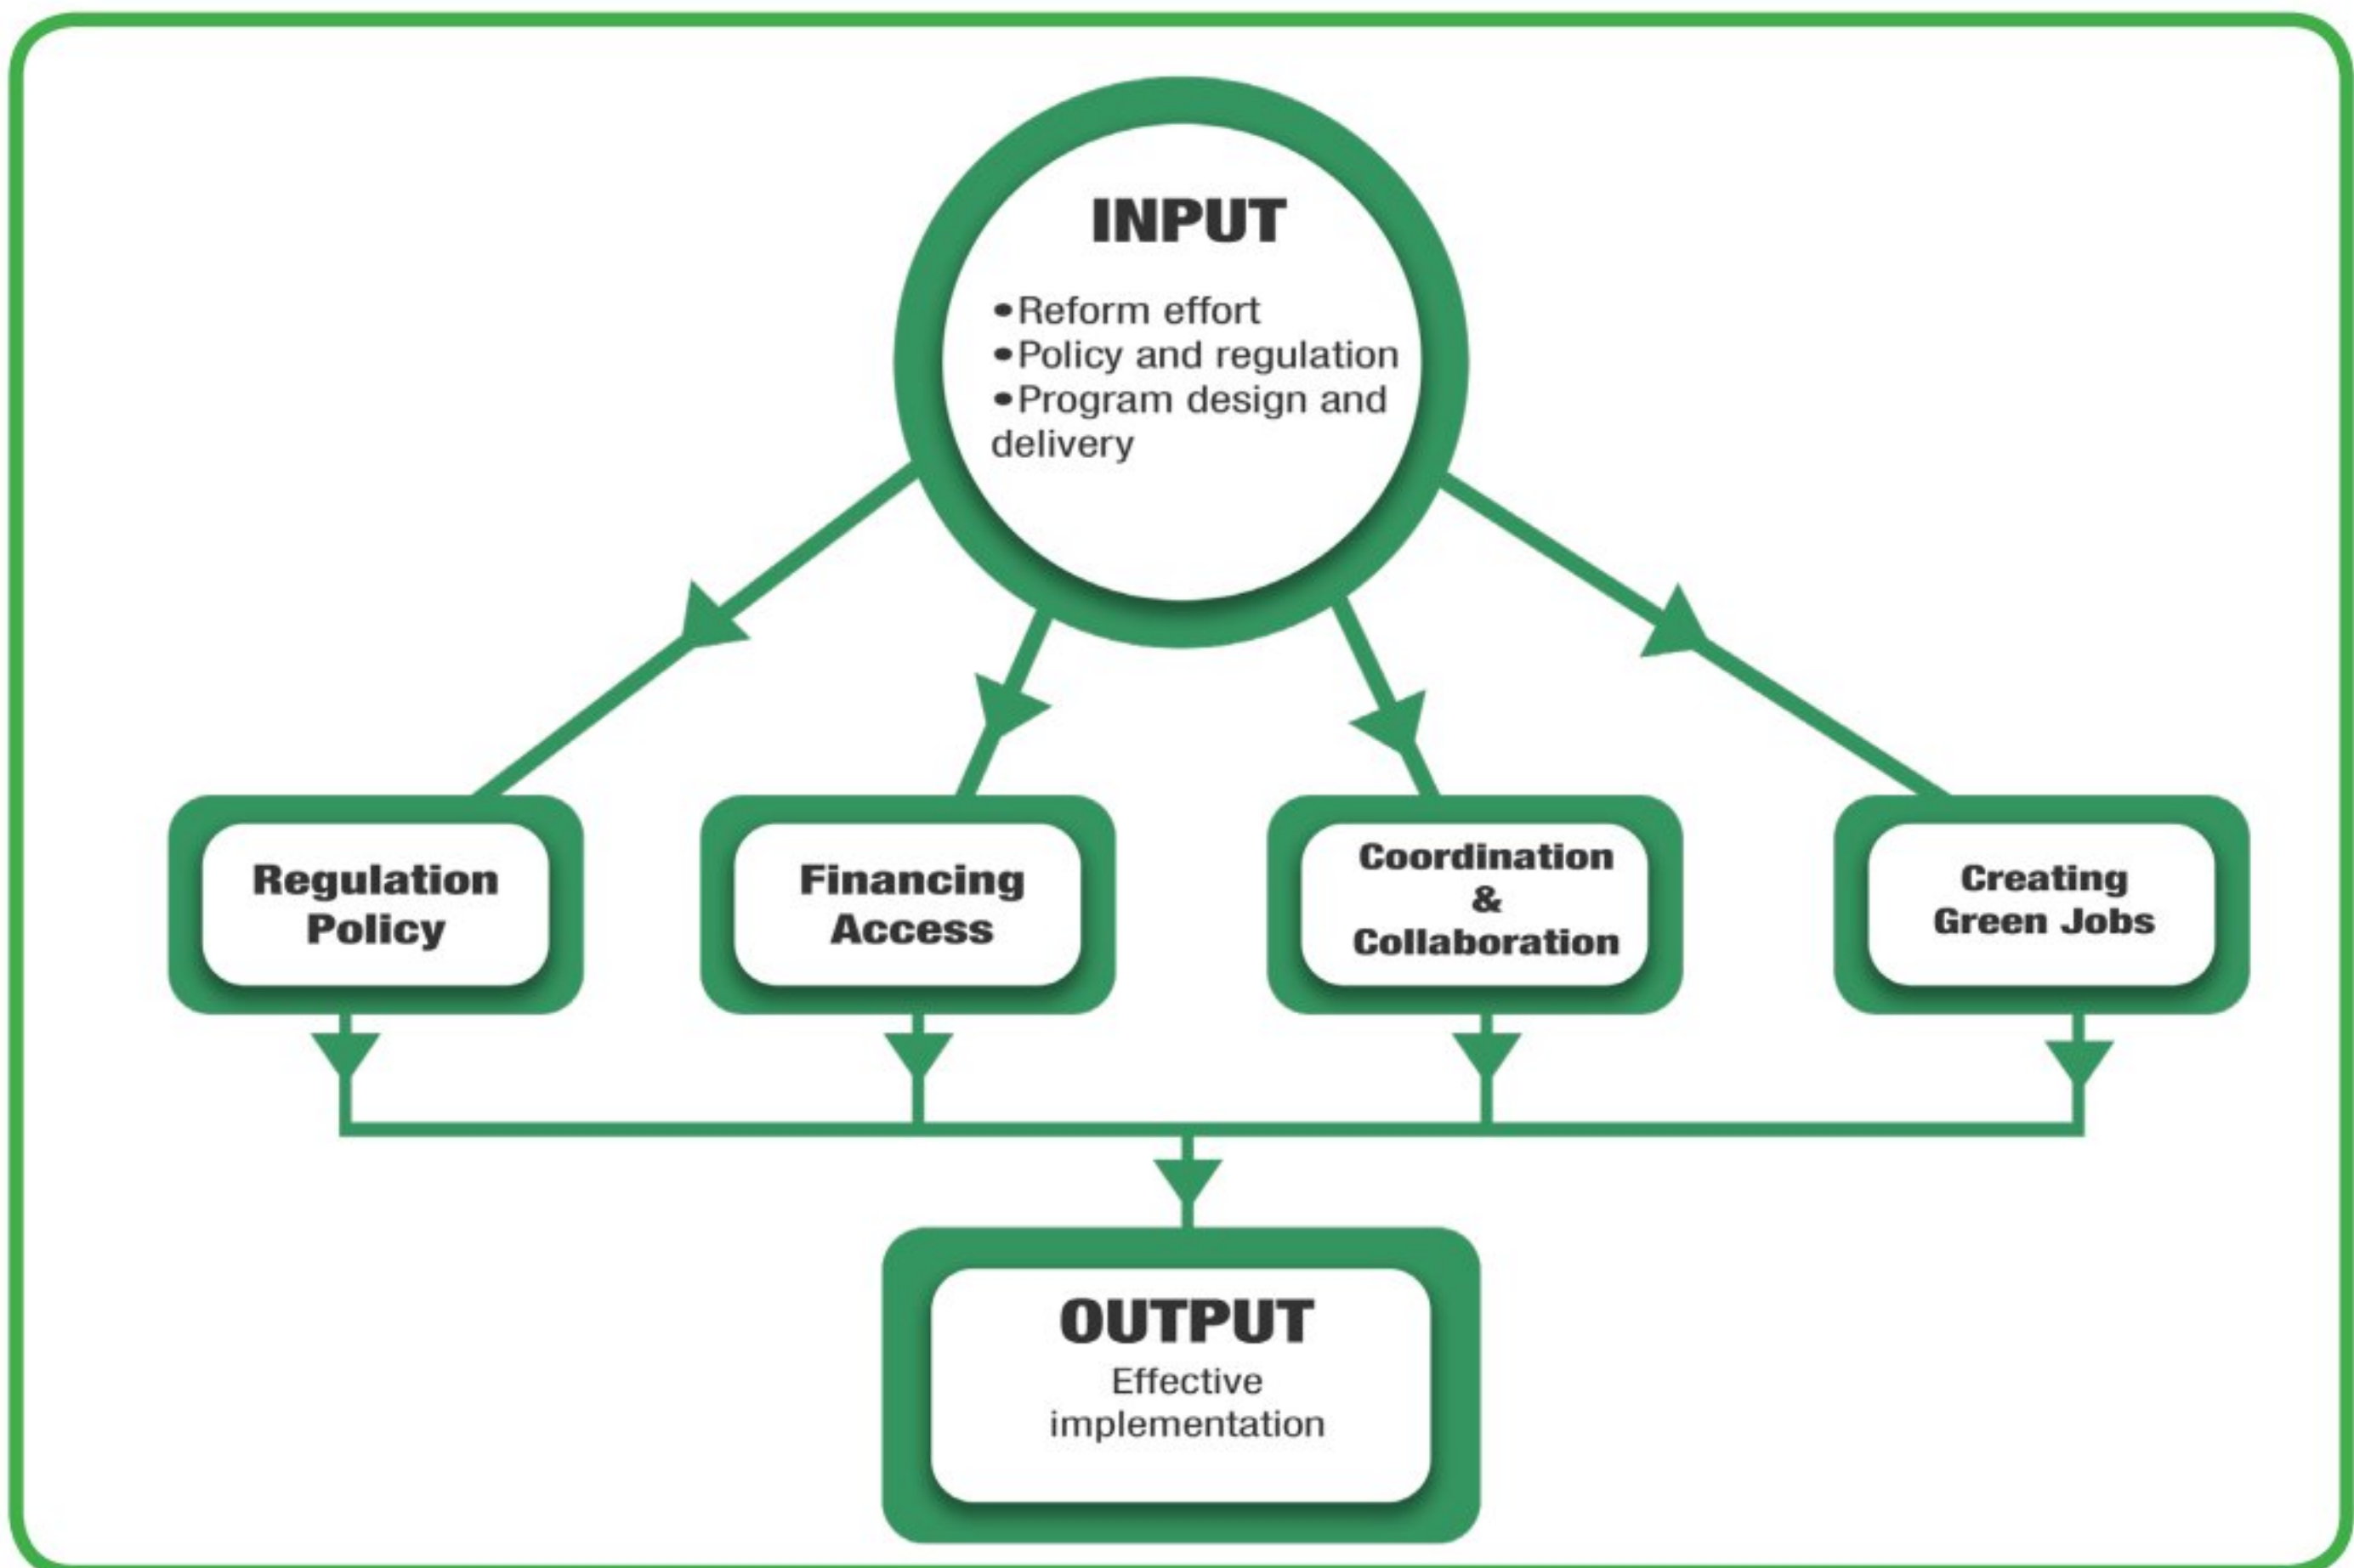 INPUT
•Reform effort
•Policy and regulation
•Program design and
delivery
Regulation
Policy
Financing
Access
Coordination
&
Collaboration
Creating
Green Jobs
OUTPUT
Effective
implementation